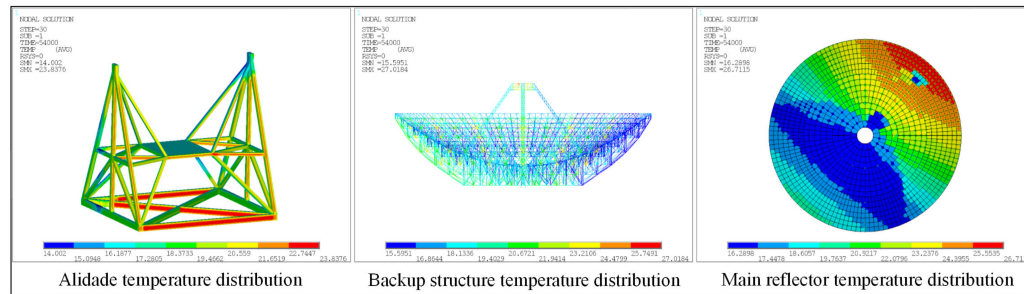 NODAL SOLUTION
STEP=30
SUB =1
TIME=54000
TEMP (AVG)
RSYS=0
SMN =14.002
SMX =23.8376
14.002 15.0948 16.1877 17.2805 18.3733 19.4662 20.559 21.6519 22.7447 23.8376
Alidade temperature distribution
NODAL SOLUTION
STEP=30
SUB =1
TIME=54000
TEMP (AVG)
RSYS=0
SMN =15.5951
SMX =27.0184
15.5951 16.8644 18.1336 19.4029 20.6721 21.9414 23.2106 24.4799 25.7491 27.0184
Backup structure temperature distribution
NODAL SOLUTION
STEP=30
SUB =1
TIME=54000
TEMP (AVG)
RSYS=0
SMN =16.2898
SMX =26.7115
16.2898 17.4478 18.6057 19.7637 20.9217 22.0796 23.2376 24.3955 25.5535 26.71
Main reflector temperature distribution